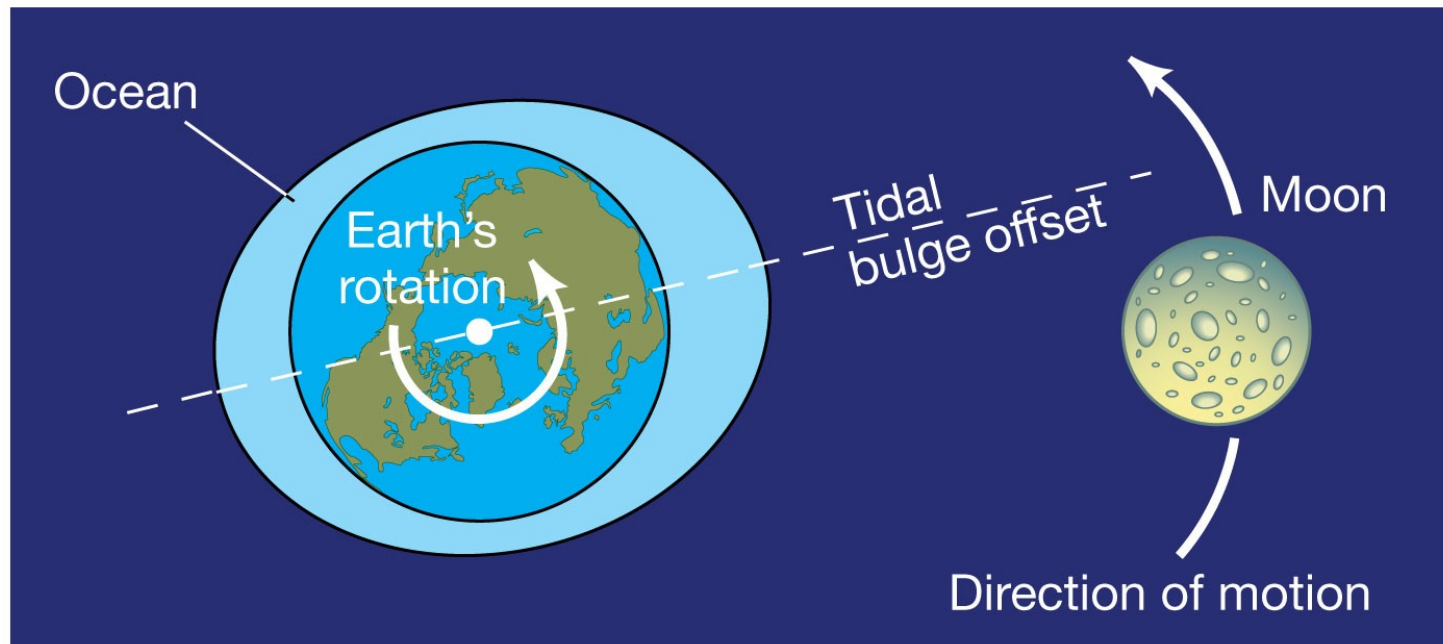 Ocean
Earth's
rotation
Tidal
bulge offset
Moon
Direction of motion